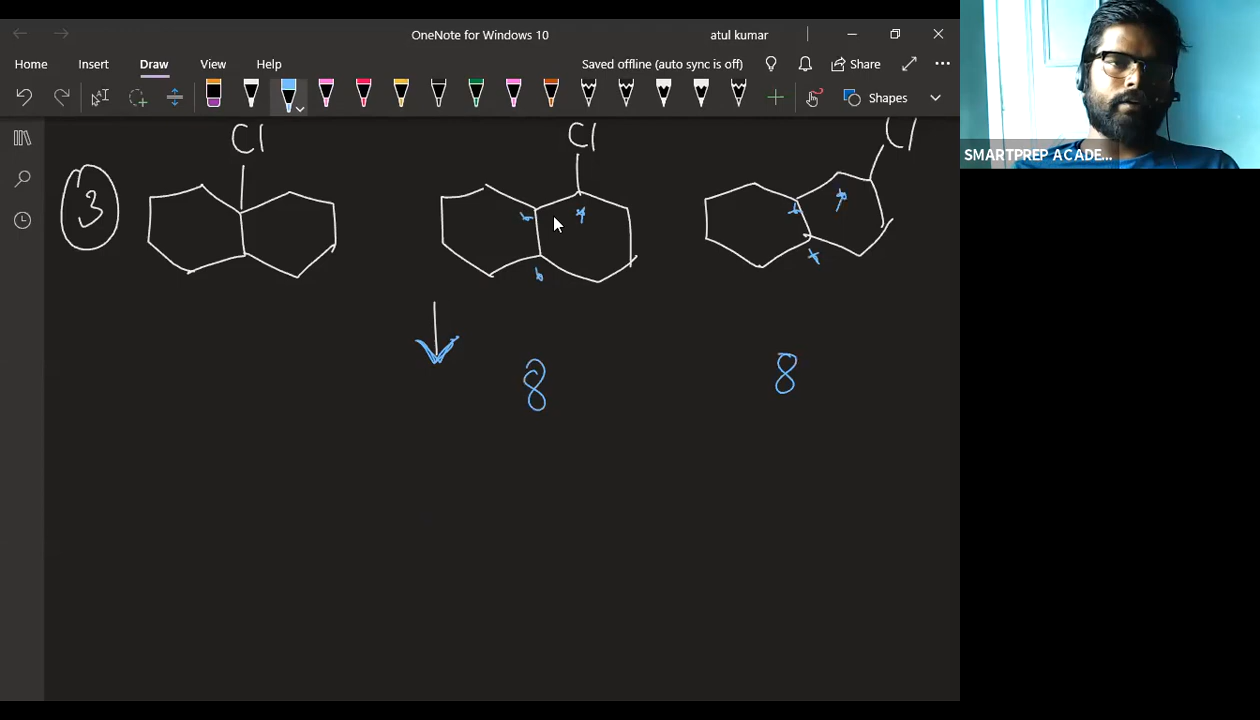 OneNote for Windows 10
atul kumar
Home Insert Draw View Help
Saved offline (auto sync is off)
Share
Shapes
SMARTPREP ACADE...
Cl Cl Cl
3
8 8